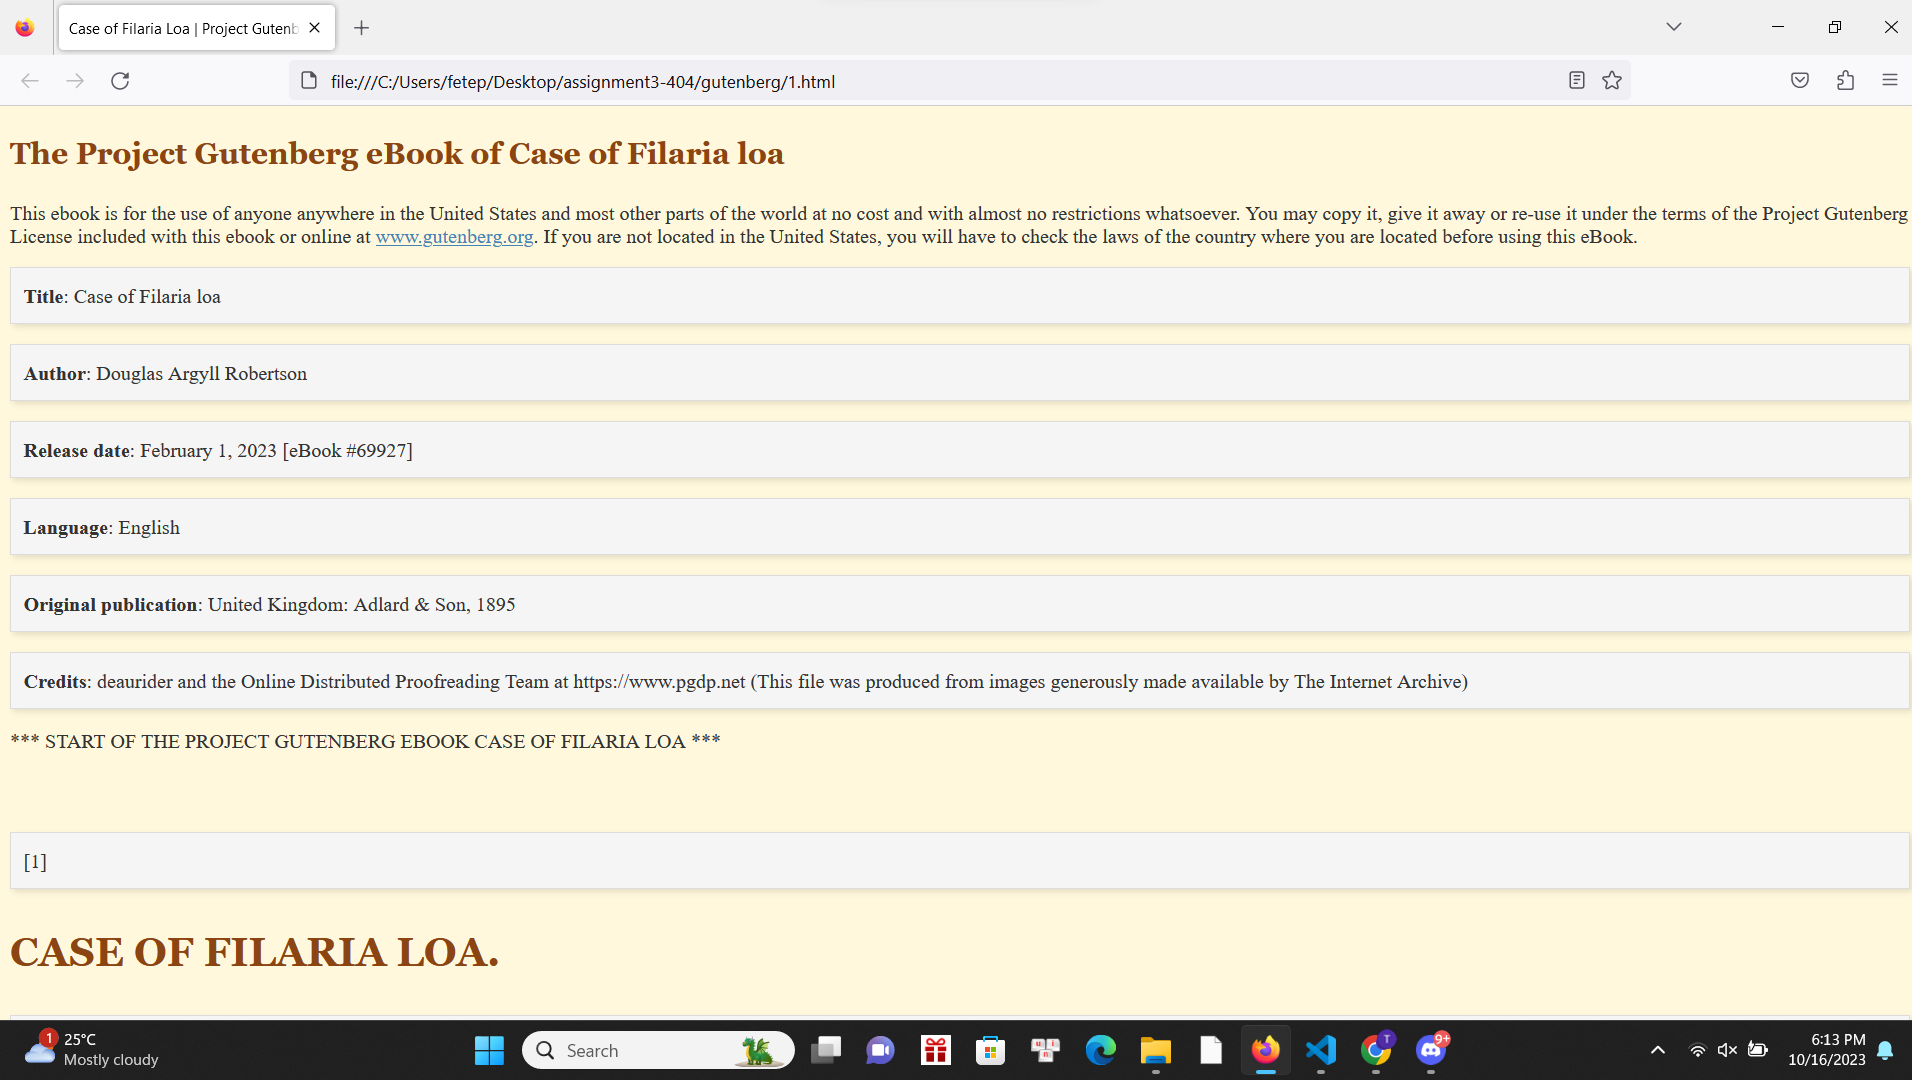 Case of Filaria Loa | Project Gutenb
file:///C:/Users/fetep/Desktop/assignment3-404/gutenberg/1.html
The Project Gutenberg eBook of Case of Filaria loa
This ebook is for the use of anyone anywhere in the United States and most other parts of the world at no cost and with almost no restrictions whatsoever. You may copy it, give it away or re-use it under the terms of the Project Gutenberg
License included with this ebook or online at www.gutenberg.org. If you are not located in the United States, you will have to check the laws of the country where you are located before using this eBook.
Title: Case of Filaria loa
Author: Douglas Argyll Robertson
Release date: February 1, 2023 [eBook #69927]
Language: English
Original publication: United Kingdom: Adlard & Son, 1895
Credits: deaurider and the Online Distributed Proofreading Team at https://www.pgdp.net (This file was produced from images generously made available by The Internet Archive)
*** START OF THE PROJECT GUTENBERG EBOOK CASE OF FILARIA LOA ***
[1]
CASE OF FILARIA LOA.
1
25°C
Mostly cloudy
Search
u i n
T
9+
6:13 PM
10/16/2023